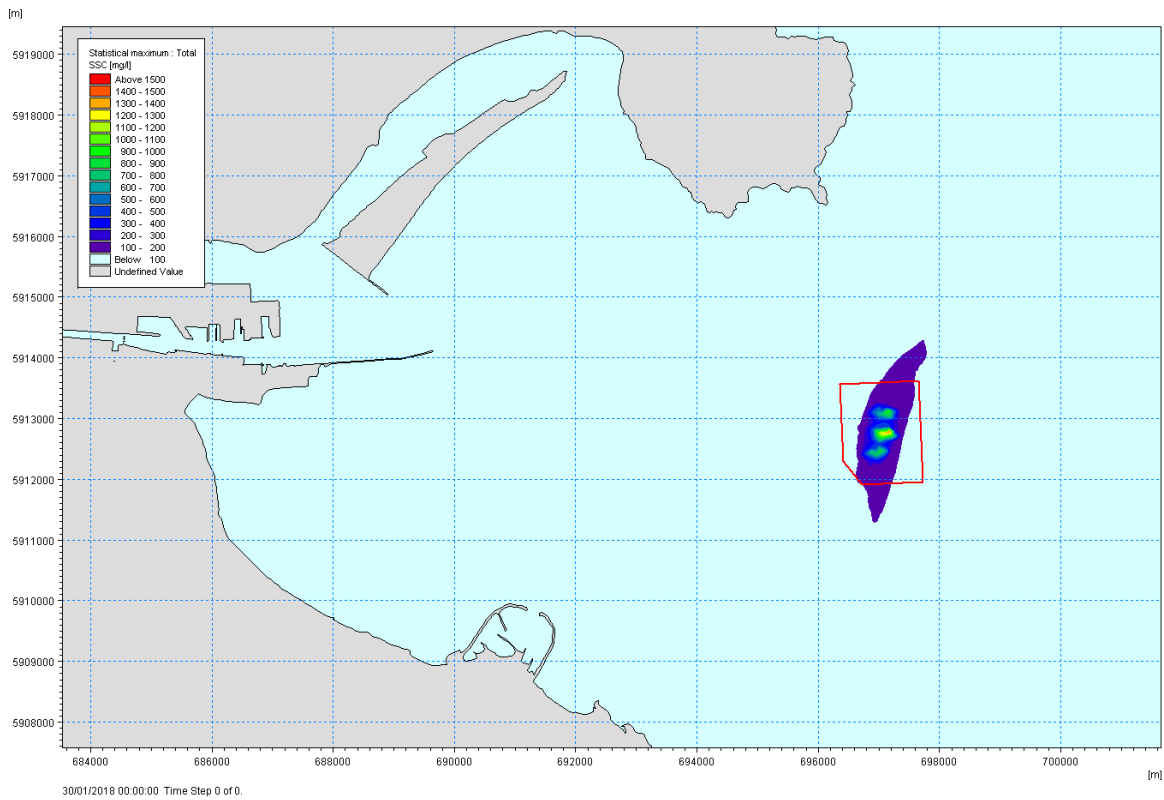 [m]
Statistical maximum : Total
SSC [mg/l]
Above 1500
1400 - 1500
1300 - 1400
1200 - 1300
1100 - 1200
1000 - 1100
900 - 1000
800 - 900
700 - 800
600 - 700
500 - 600
400 - 500
300 - 400
200 - 300
100 - 200
Below 100
Undefined Value
5919000
5918000
5917000
5916000
5915000
5914000
5913000
5912000
5911000
5910000
5909000
5908000
684000 686000 688000 690000 692000 694000 696000 698000 700000
[m]
30/01/2018 00:00:00 Time Step 0 of 0.